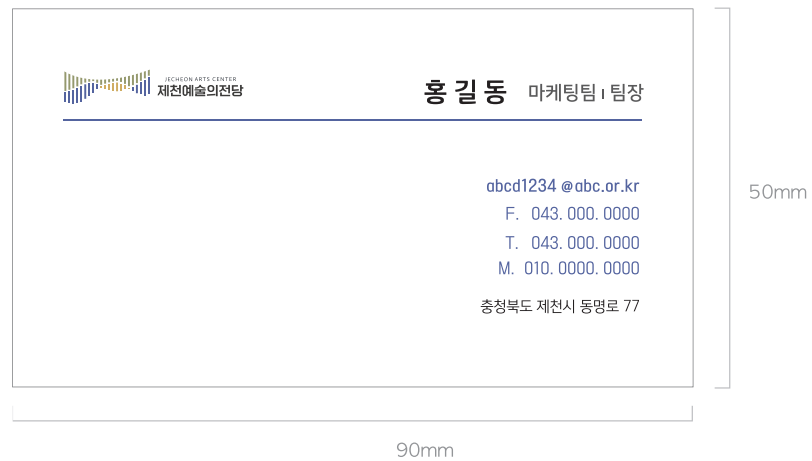 JECHEON ARTS CENTER
제천예술의전당
홍길동 마케팅팀 I 팀장
abcd1234 @abc.or.kr
F. 043. 000. 0000
T. 043. 000. 0000
M. 010. 0000. 0000
충청북도 제천시 동명로 77
50mm
90mm